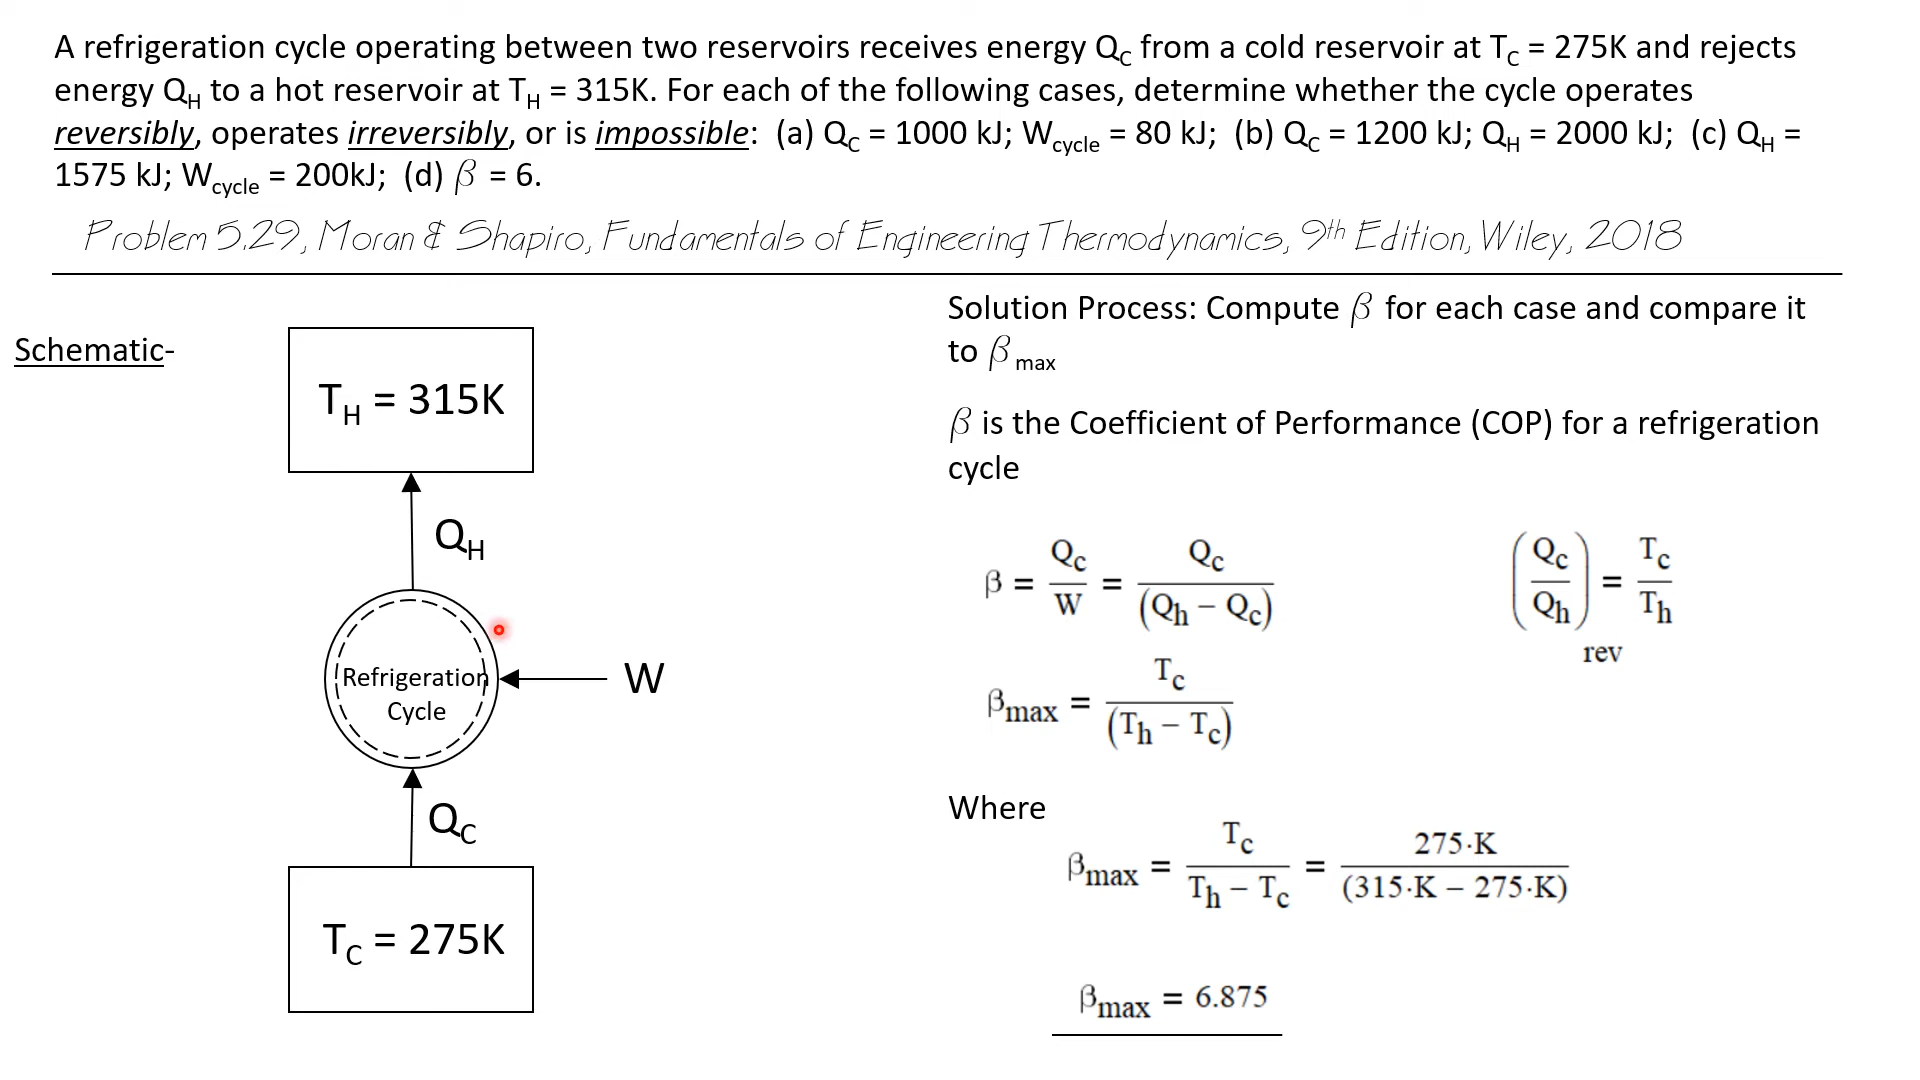 A refrigeration cycle operating between two reservoirs receives energy Q_C from a cold reservoir at T_C = 275K and rejects
energy Q_H to a hot reservoir at T_H = 315K. For each of the following cases, determine whether the cycle operates
reversibly, operates irreversibly, or is impossible: (a) Q_C = 1000 kJ; W_cycle = 80 kJ; (b) Q_C = 1200 kJ; Q_H = 2000 kJ; (c) Q_H =
1575 kJ; W_cycle = 200kJ; (d) β = 6.
Problem 5.29, Moran & Shapiro, Fundamentals of Engineering Thermodynamics, 9th Edition, Wiley, 2018
Schematic-
T_H = 315K
Q_H
Refrigeration
Cycle
W
Q_C
T_C = 275K
Solution Process: Compute β for each case and compare it
to β max
β is the Coefficient of Performance (COP) for a refrigeration
cycle
β = Q_c / W = Q_c / (Q_h − Q_c)
(Q_c / Q_h) rev = T_c / T_h
β_max = T_c / (T_h − T_c)
Where
β_max = T_c / T_h − T_c = 275·K / (315·K − 275·K)
β_max = 6.875